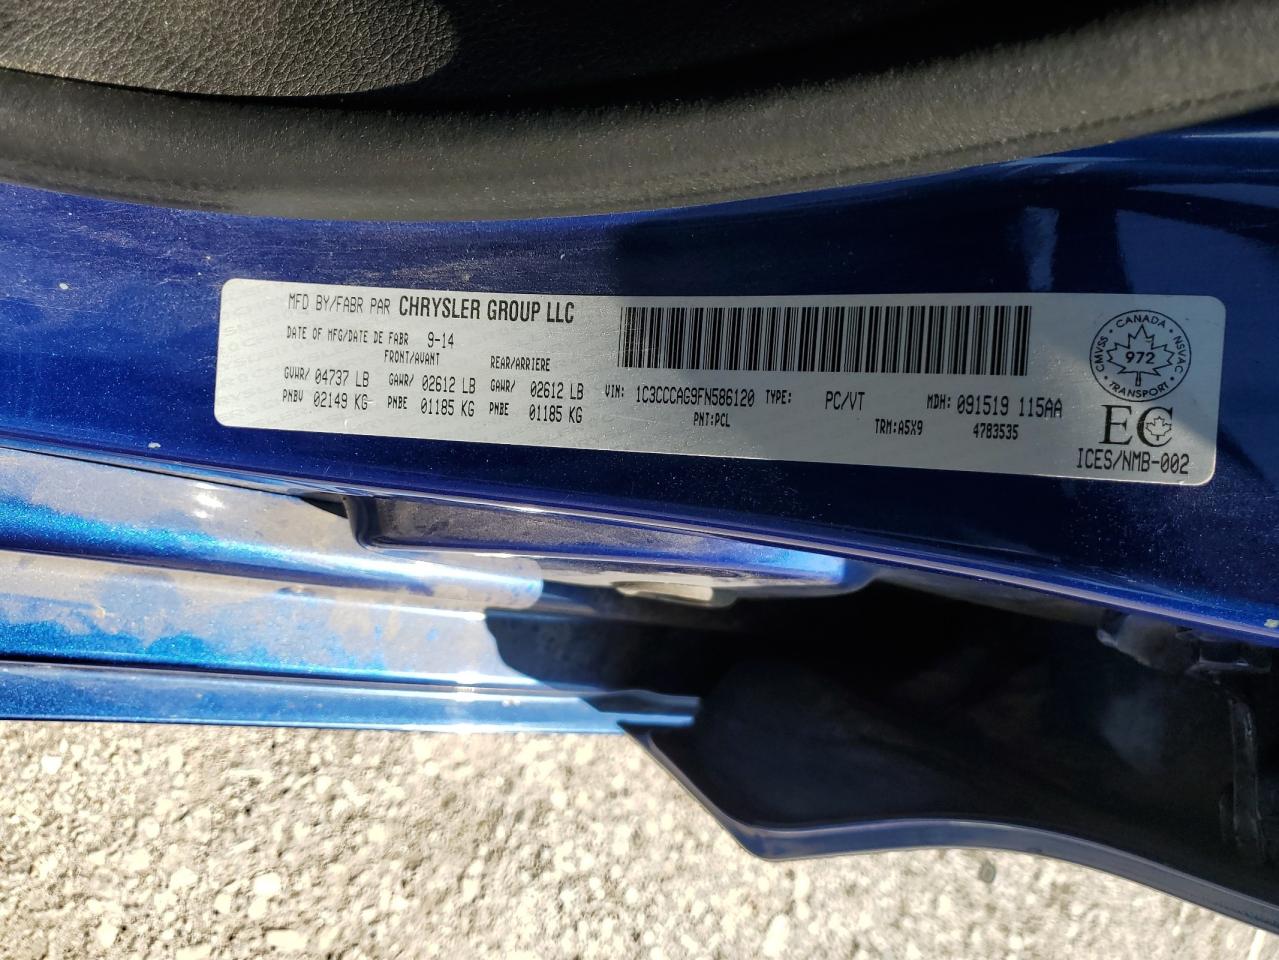 MFD BY/FABR PAR CHRYSLER GROUP LLC
DATE OF MFG/DATE DE FABR 9-14
FRONT/AVANT REAR/ARRIERE
GVWR/ 04737 LB GAWR/ 02612 LB GAWR/ 02612 LB
PNBV 02149 KG PNBE 01185 KG PNBE 01185 KG
VIN: 1C3CCCAG9FN586120 TYPE: PC/VT MDH: 091519 115AA
PNT:PCL TRM:A5X9 4783535
CANADA
CMVSS • NSVAC
972
TRANSPORT
EC
ICES/NMB-002